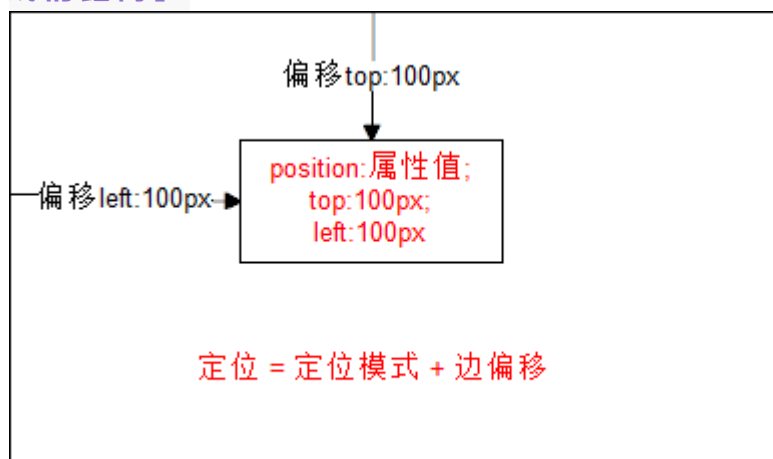 偏移top:100px
偏移left:100px
position:属性值;
top:100px;
left:100px
定位 = 定位模式 + 边偏移